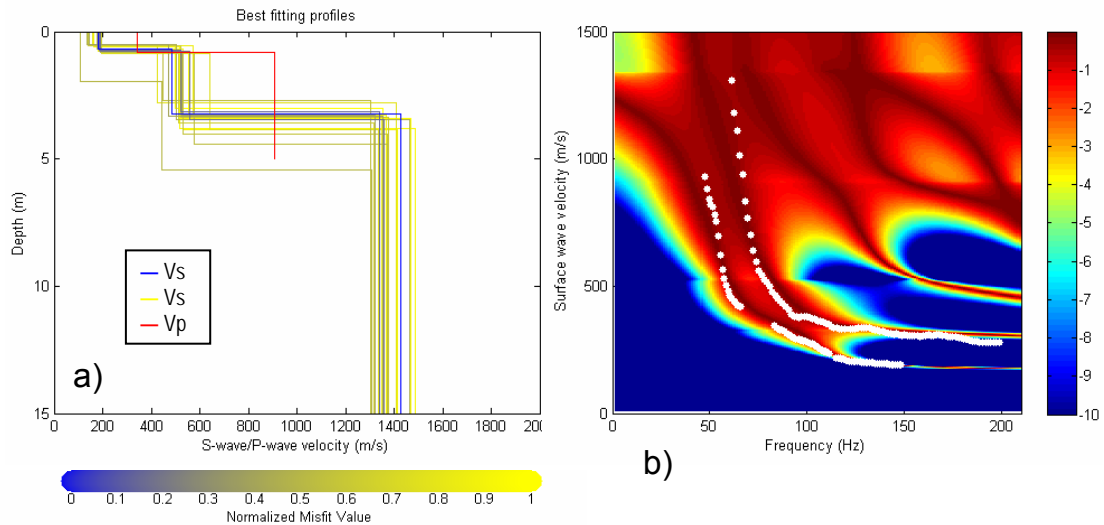 Best fitting profiles
0
5
10
15
Depth (m)
0 200 400 600 800 1000 1200 1400 1600 1800 200
S-wave/P-wave velocity (m/s)
Vs
Vs
Vp
a)
0 0.1 0.2 0.3 0.4 0.5 0.6 0.7 0.8 0.9 1
Normalized Misfit Value
1500
1000
500
0
Surface wave velocity (m/s)
0 50 100 150 200
Frequency (Hz)
b)
-1
-2
-3
-4
-5
-6
-7
-8
-9
-10